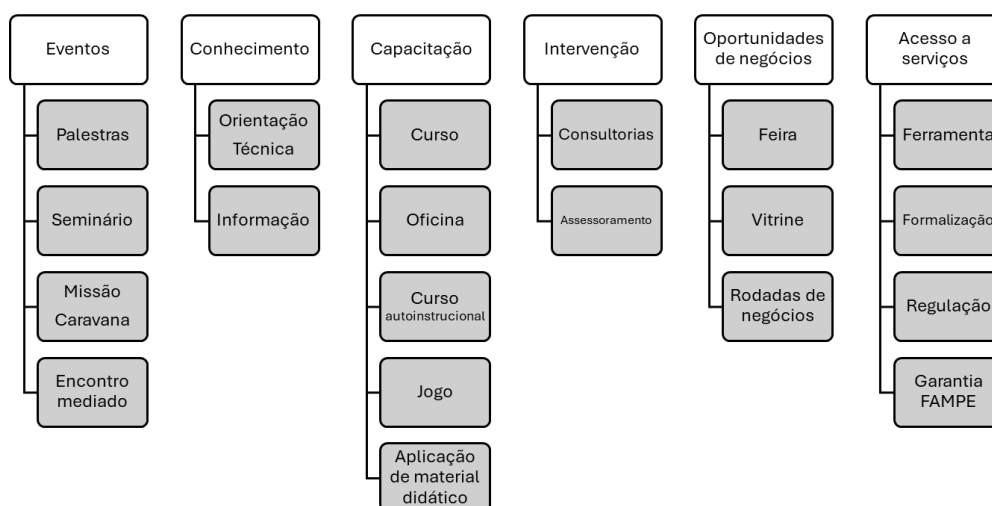 Eventos
Palestras
Seminário
Missão
Caravana
Encontro
mediado
Conhecimento
Orientação
Técnica
Informação
Capacitação
Curso
Oficina
Curso
autoinstrucional
Jogo
Aplicação
de material
didático
Intervenção
Consultorias
Assessoramento
Oportunidades
de negócios
Feira
Vitrine
Rodadas de
negócios
Acesso a
serviços
Ferramenta
Formalização
Regulação
Garantia
FAMPE